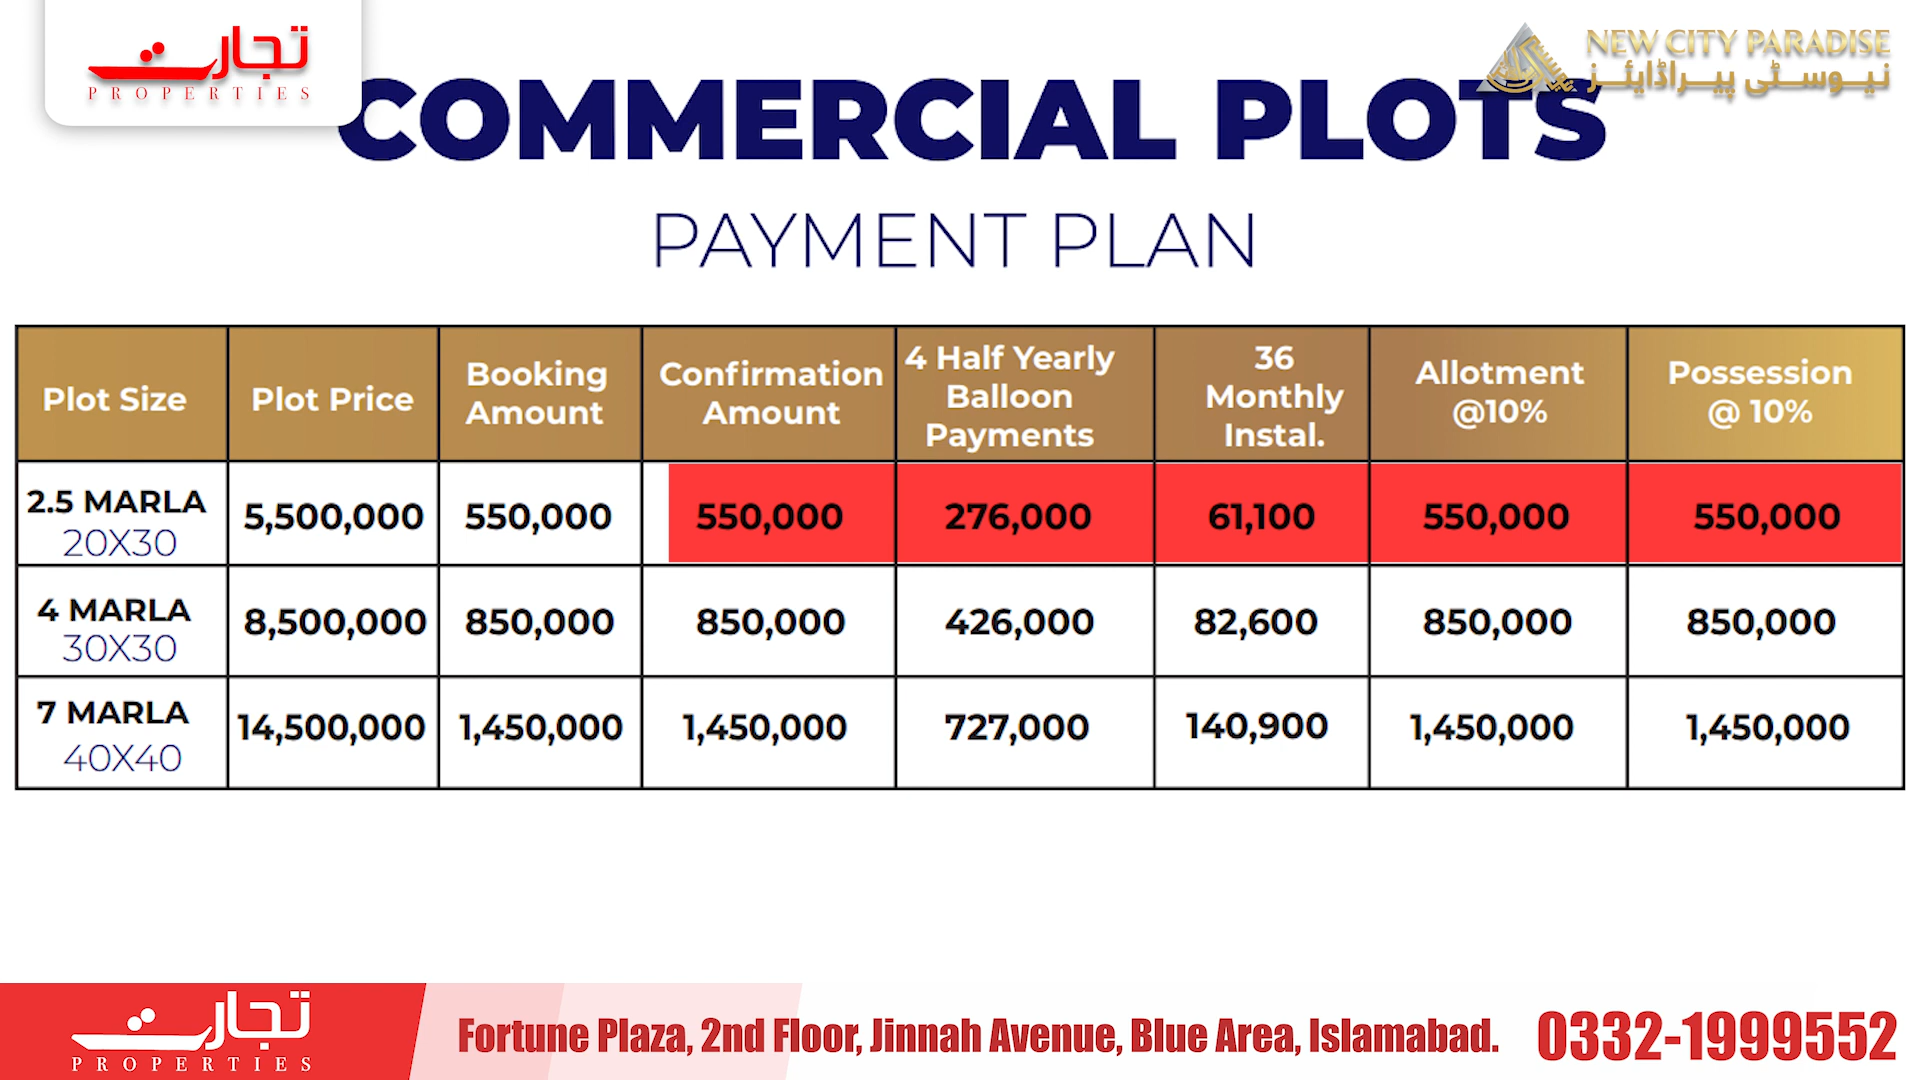 تجارت
PROPERTIES
NEW CITY PARADISE
نیوسٹی پیراڈائیز
COMMERCIAL PLOTS
PAYMENT PLAN
Plot Size
Plot Price
Booking
Amount
Confirmation
Amount
4 Half Yearly
Balloon
Payments
36
Monthly
Instal.
Allotment
@10%
Possession
@ 10%
2.5 MARLA
20X30
5,500,000
550,000
550,000
276,000
61,100
550,000
550,000
4 MARLA
30X30
8,500,000
850,000
850,000
426,000
82,600
850,000
850,000
7 MARLA
40X40
14,500,000
1,450,000
1,450,000
727,000
140,900
1,450,000
1,450,000
تجارت
PROPERTIES
Fortune Plaza, 2nd Floor, Jinnah Avenue, Blue Area, Islamabad.
0332-1999552